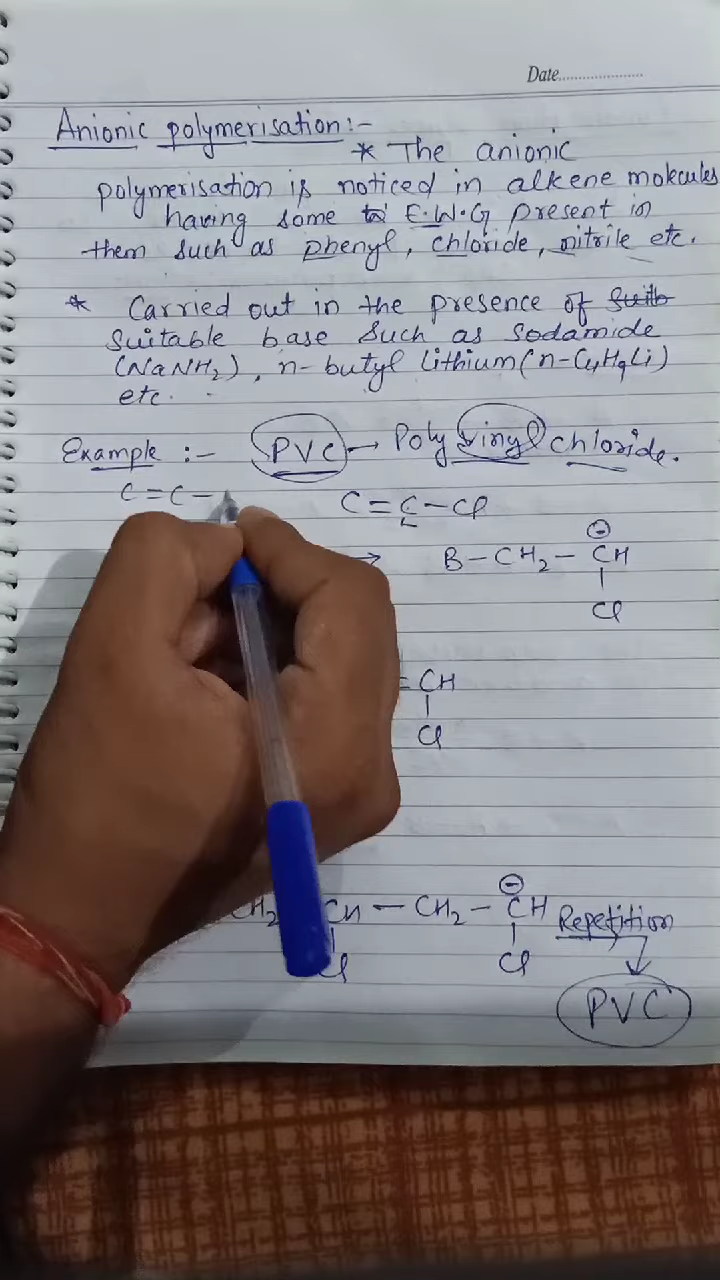 Date......................
Anionic polymerisation:-
* The anionic
polymerisation is noticed in alkene molecules
having some E.W.G present in
them such as phenyl, chloride, nitrile etc.
* Carried out in the presence of
suitable base such as sodamide
(NaNH2), n-butyl lithium (n-C4H9Li)
etc.
Example :- PVC → Poly vinyl chloride.
C=C- C=C-Cl
→ B-CH2-CH
⊖
Cl
=CH
Cl
CH2 CH-CH2-CH Repetition
⊖
Cl Cl
PVC